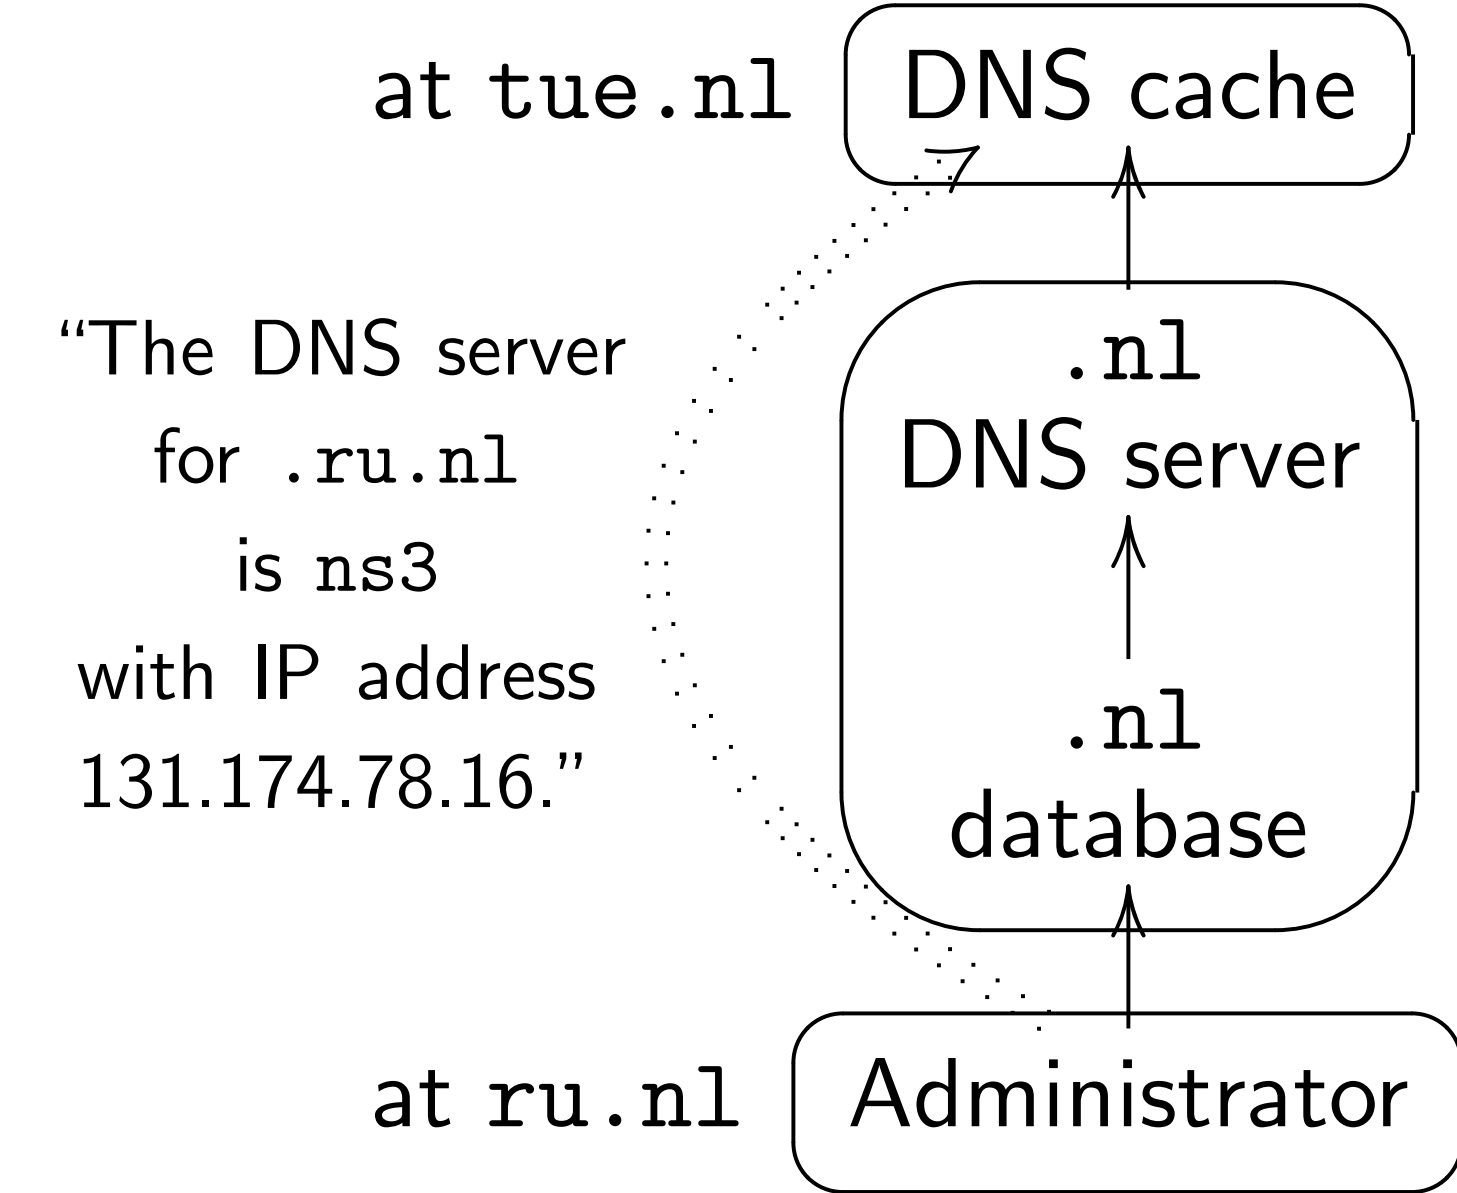 at tue.nl DNS cache
“The DNS server
for .ru.nl
is ns3
with IP address
131.174.78.16.”
.nl
DNS server
.nl
database
at ru.nl Administrator